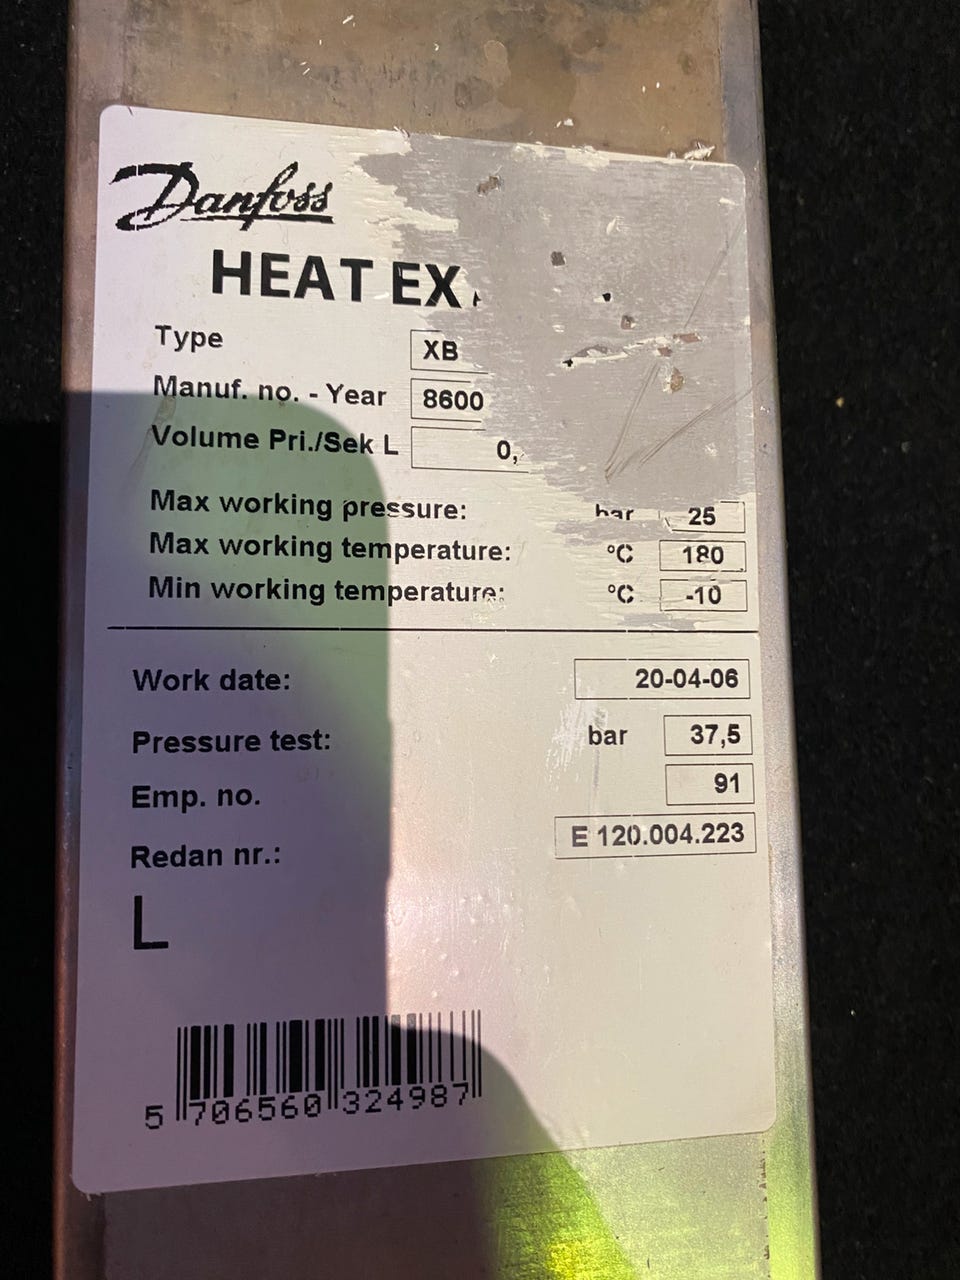 Danfoss
HEAT EX
Type XB
Manuf. no. - Year 8600
Volume Pri./Sek L 0,
Max working pressure: bar 25
Max working temperature: °C 180
Min working temperature: °C -10
Work date: 20-04-06
Pressure test: bar 37,5
Emp. no. 91
Redan nr.: E 120.004.223
L
5 706560 324987